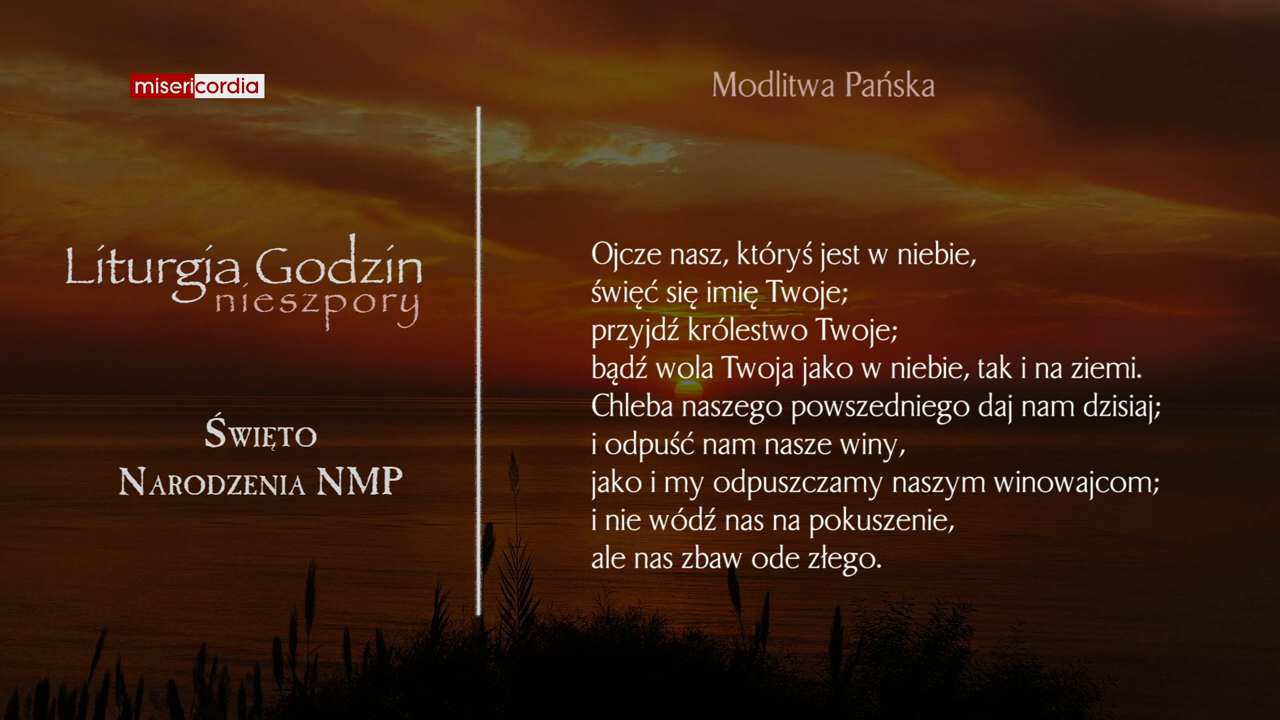 misericordia
Liturgia Godzin
nieszpory
Święto
Narodzenia NMP
Modlitwa Pańska
Ojcze nasz, któryś jest w niebie,
święć się imię Twoje;
przyjdź królestwo Twoje;
bądź wola Twoja jako w niebie, tak i na ziemi.
Chleba naszego powszedniego daj nam dzisiaj;
i odpuść nam nasze winy,
jako i my odpuszczamy naszym winowajcom;
i nie wódź nas na pokuszenie,
ale nas zbaw ode złego.